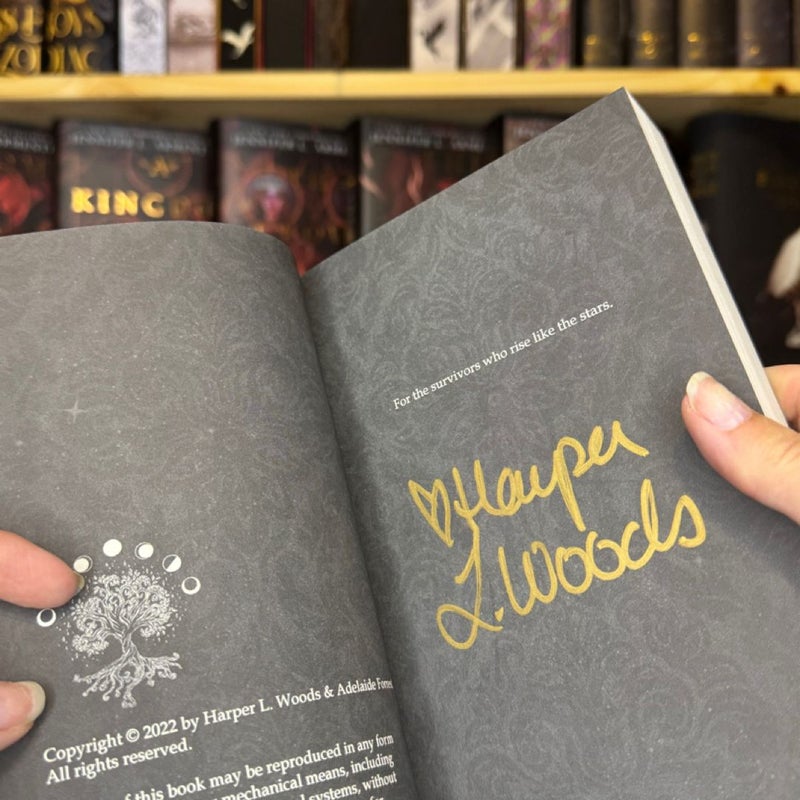 ZODIAC
KING
Copyright © 2022 by Harper L. Woods & Adelaide
All rights reserved.
of this book may be reproduced in any form
mechanical means, including
systems, without
For the survivors who rise like the stars.
Harper
L. Woods